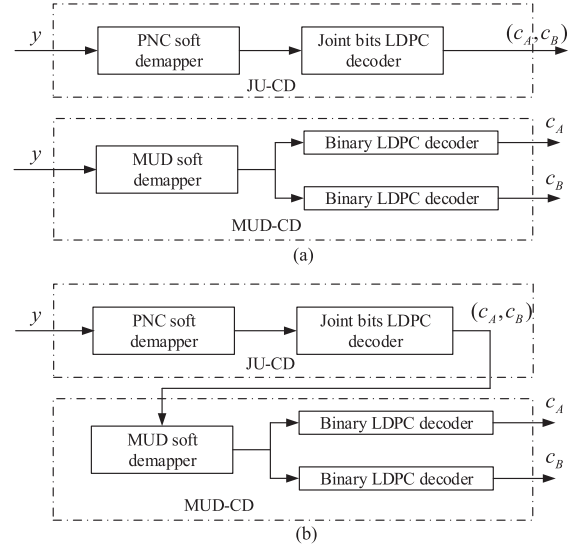 y
PNC soft demapper
Joint bits LDPC decoder
(c_A, c_B)
JU-CD
y
MUD soft demapper
Binary LDPC decoder
c_A
Binary LDPC decoder
c_B
MUD-CD
(a)
y
PNC soft demapper
Joint bits LDPC decoder
(c_A, c_B)
JU-CD
MUD soft demapper
Binary LDPC decoder
c_A
Binary LDPC decoder
c_B
MUD-CD
(b)